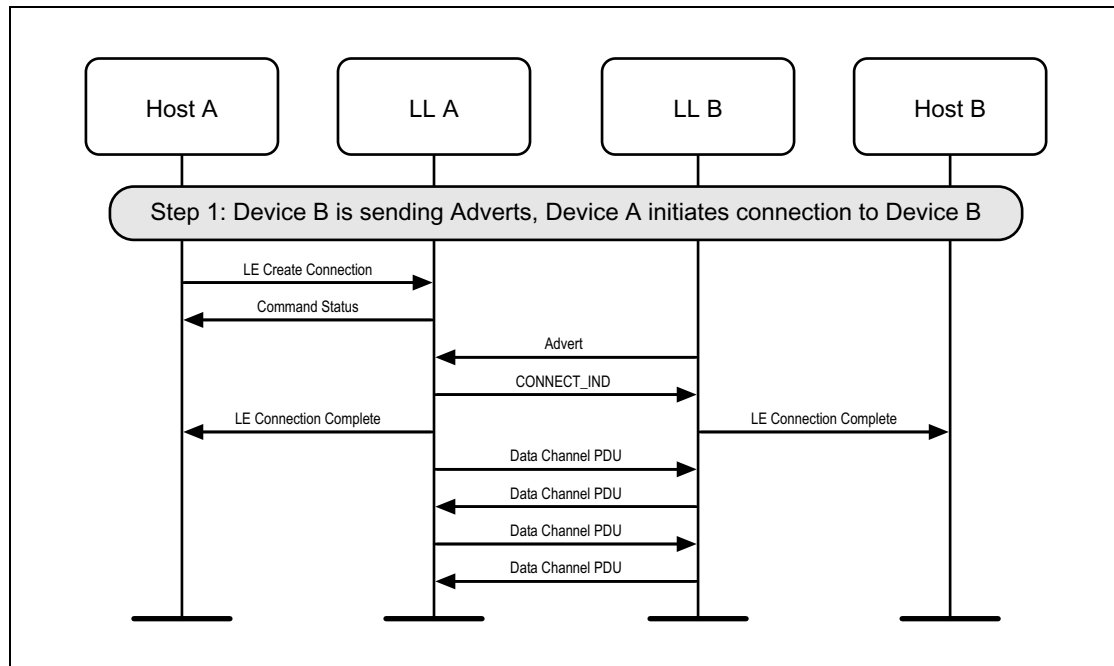 Host A
LL A
LL B
Host B
Step 1: Device B is sending Adverts, Device A initiates connection to Device B
LE Create Connection
Command Status
Advert
CONNECT_IND
LE Connection Complete
LE Connection Complete
Data Channel PDU
Data Channel PDU
Data Channel PDU
Data Channel PDU